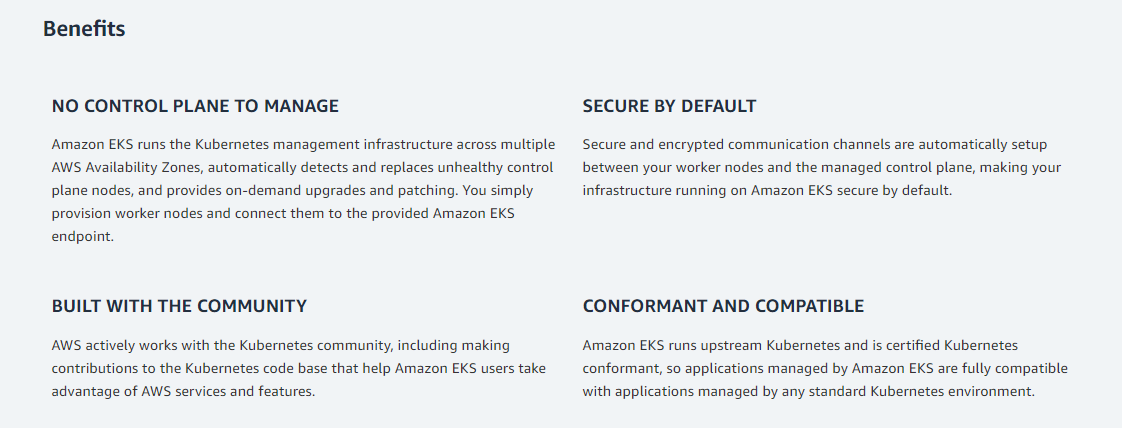 Benefits
NO CONTROL PLANE TO MANAGE
Amazon EKS runs the Kubernetes management infrastructure across multiple
AWS Availability Zones, automatically detects and replaces unhealthy control
plane nodes, and provides on-demand upgrades and patching. You simply
provision worker nodes and connect them to the provided Amazon EKS
endpoint.
SECURE BY DEFAULT
Secure and encrypted communication channels are automatically setup
between your worker nodes and the managed control plane, making your
infrastructure running on Amazon EKS secure by default.
BUILT WITH THE COMMUNITY
AWS actively works with the Kubernetes community, including making
contributions to the Kubernetes code base that help Amazon EKS users take
advantage of AWS services and features.
CONFORMANT AND COMPATIBLE
Amazon EKS runs upstream Kubernetes and is certified Kubernetes
conformant, so applications managed by Amazon EKS are fully compatible
with applications managed by any standard Kubernetes environment.